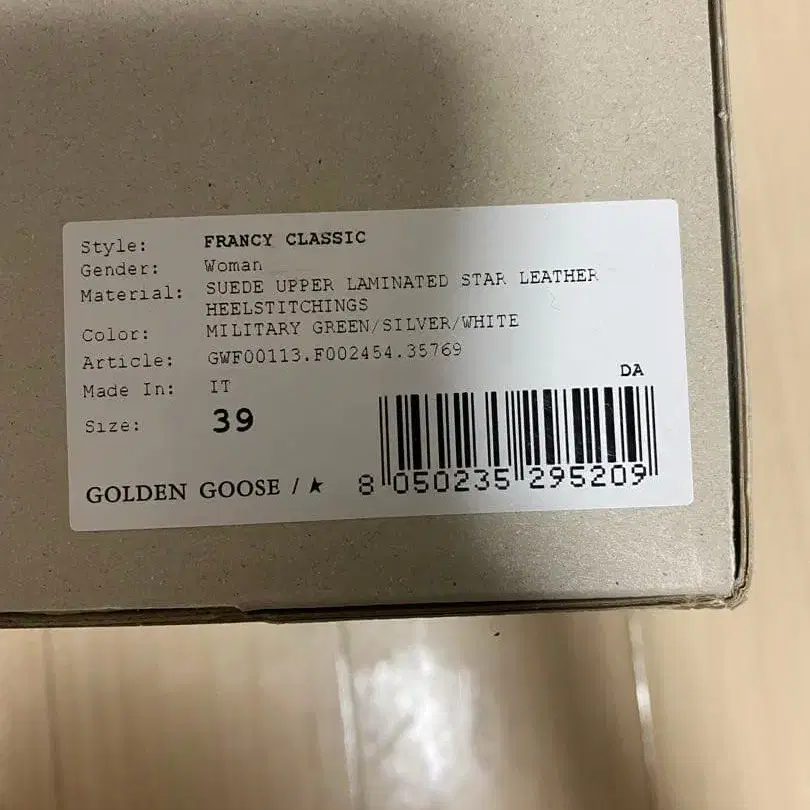 Style: FRANCY CLASSIC
Gender: Woman
Material: SUEDE UPPER LAMINATED STAR LEATHER
HEELSTITCHINGS
Color: MILITARY GREEN/SILVER/WHITE
Article: GWF00113.F002454.35769
Made In: IT
DA
Size: 39
GOLDEN GOOSE / ★
8 050235 295209